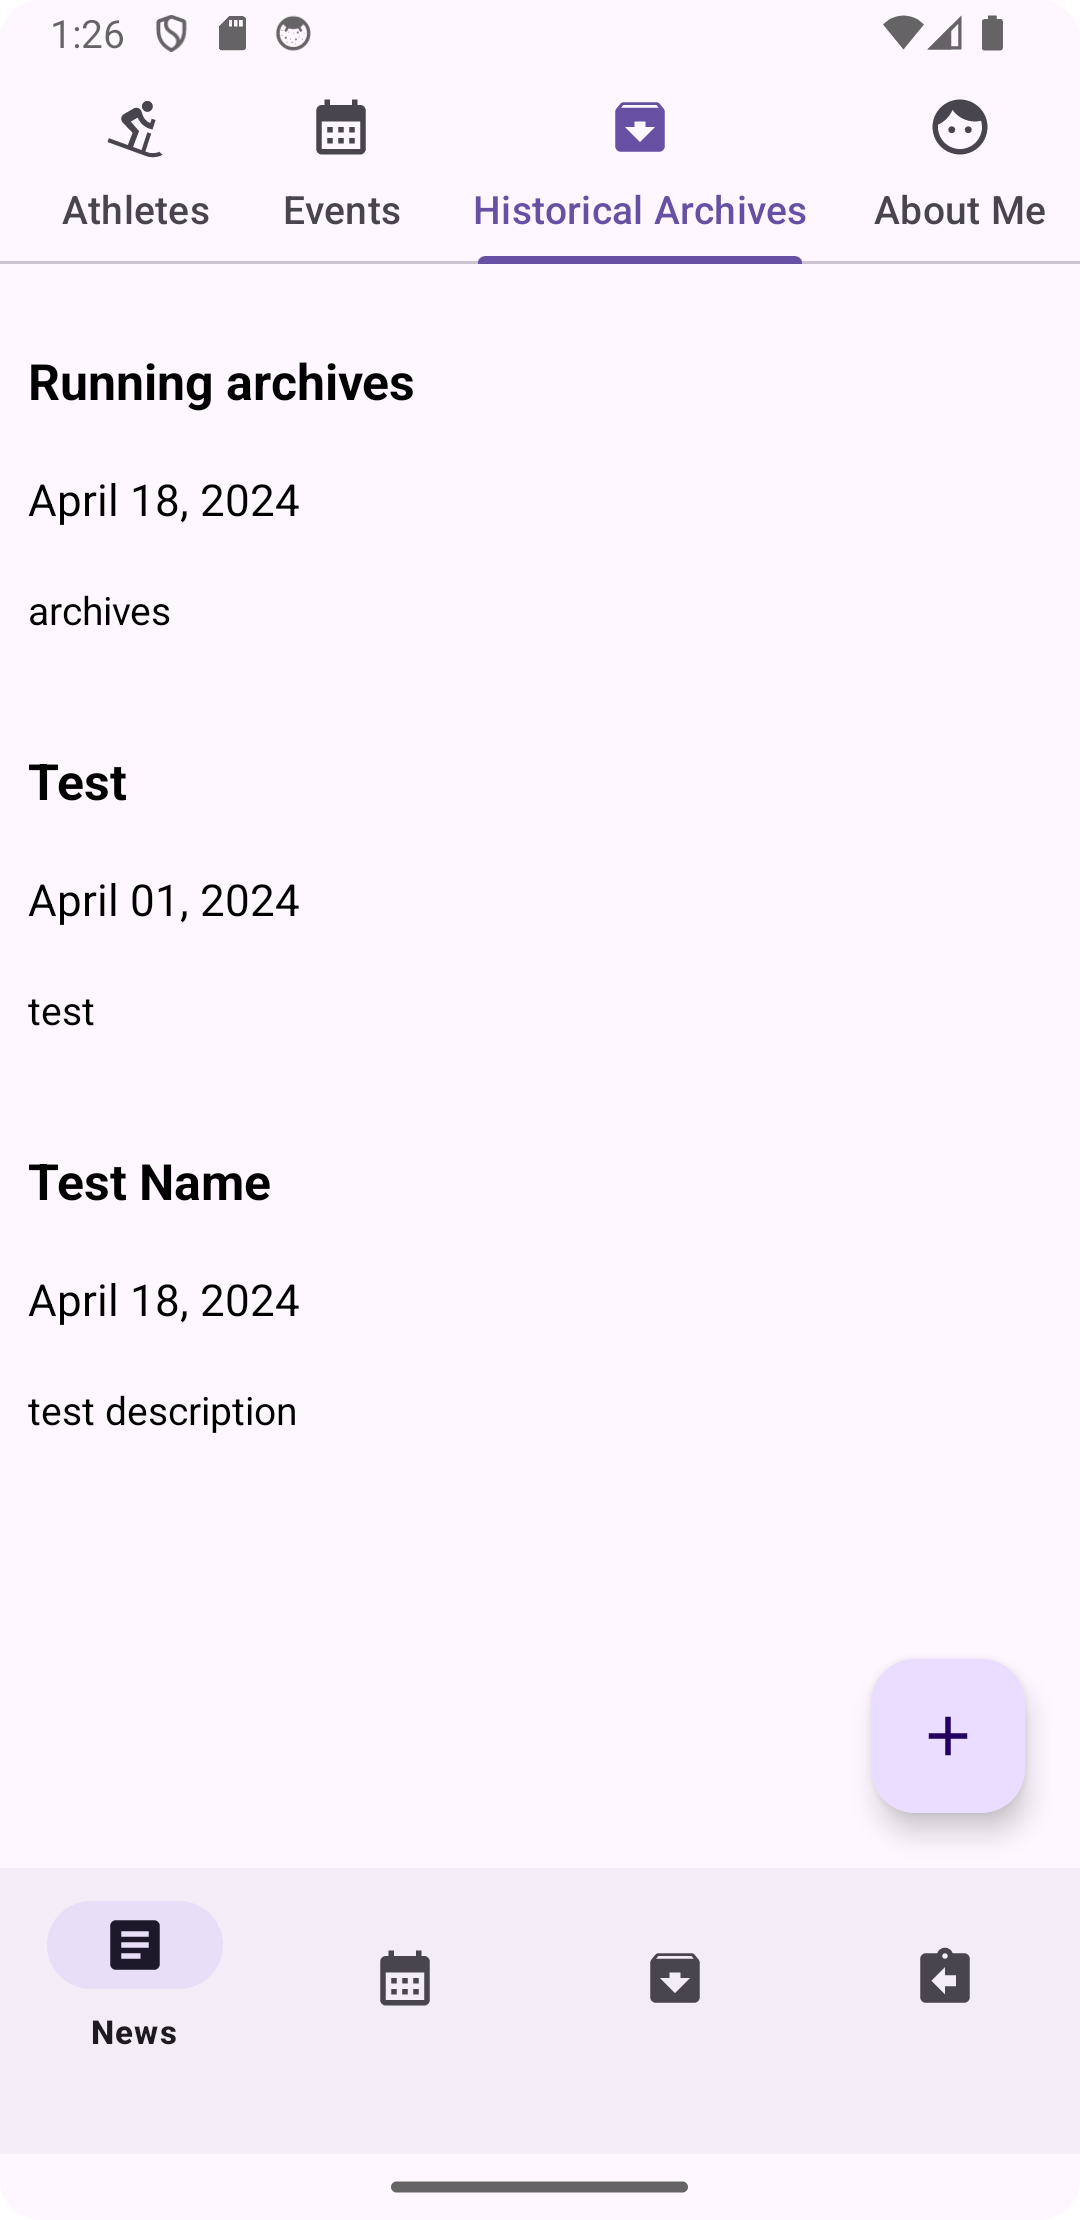 1:26
Athletes
Events
Historical Archives
About Me
Running archives
April 18, 2024
archives
Test
April 01, 2024
test
Test Name
April 18, 2024
test description
News